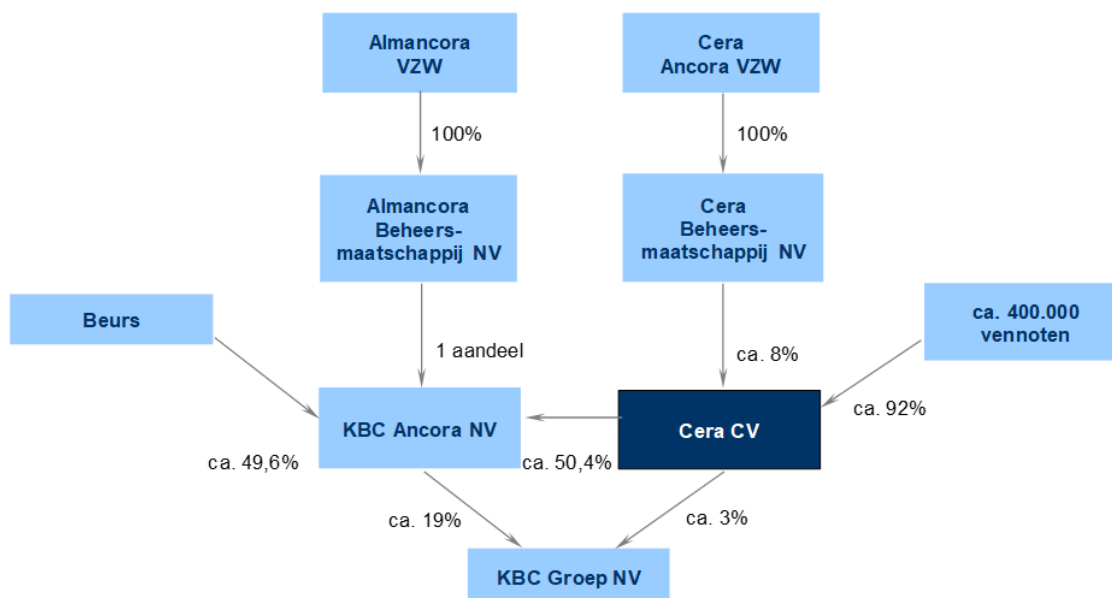 Almancora
VZW
Cera
Ancora VZW
100%
100%
Almancora
Beheers-
maatschappij NV
Cera
Beheers-
maatschappij NV
Beurs
ca. 400.000
vennoten
1 aandeel
ca. 8%
KBC Ancora NV
Cera CV
ca. 92%
ca. 49,6%
ca. 50,4%
ca. 19%
ca. 3%
KBC Groep NV